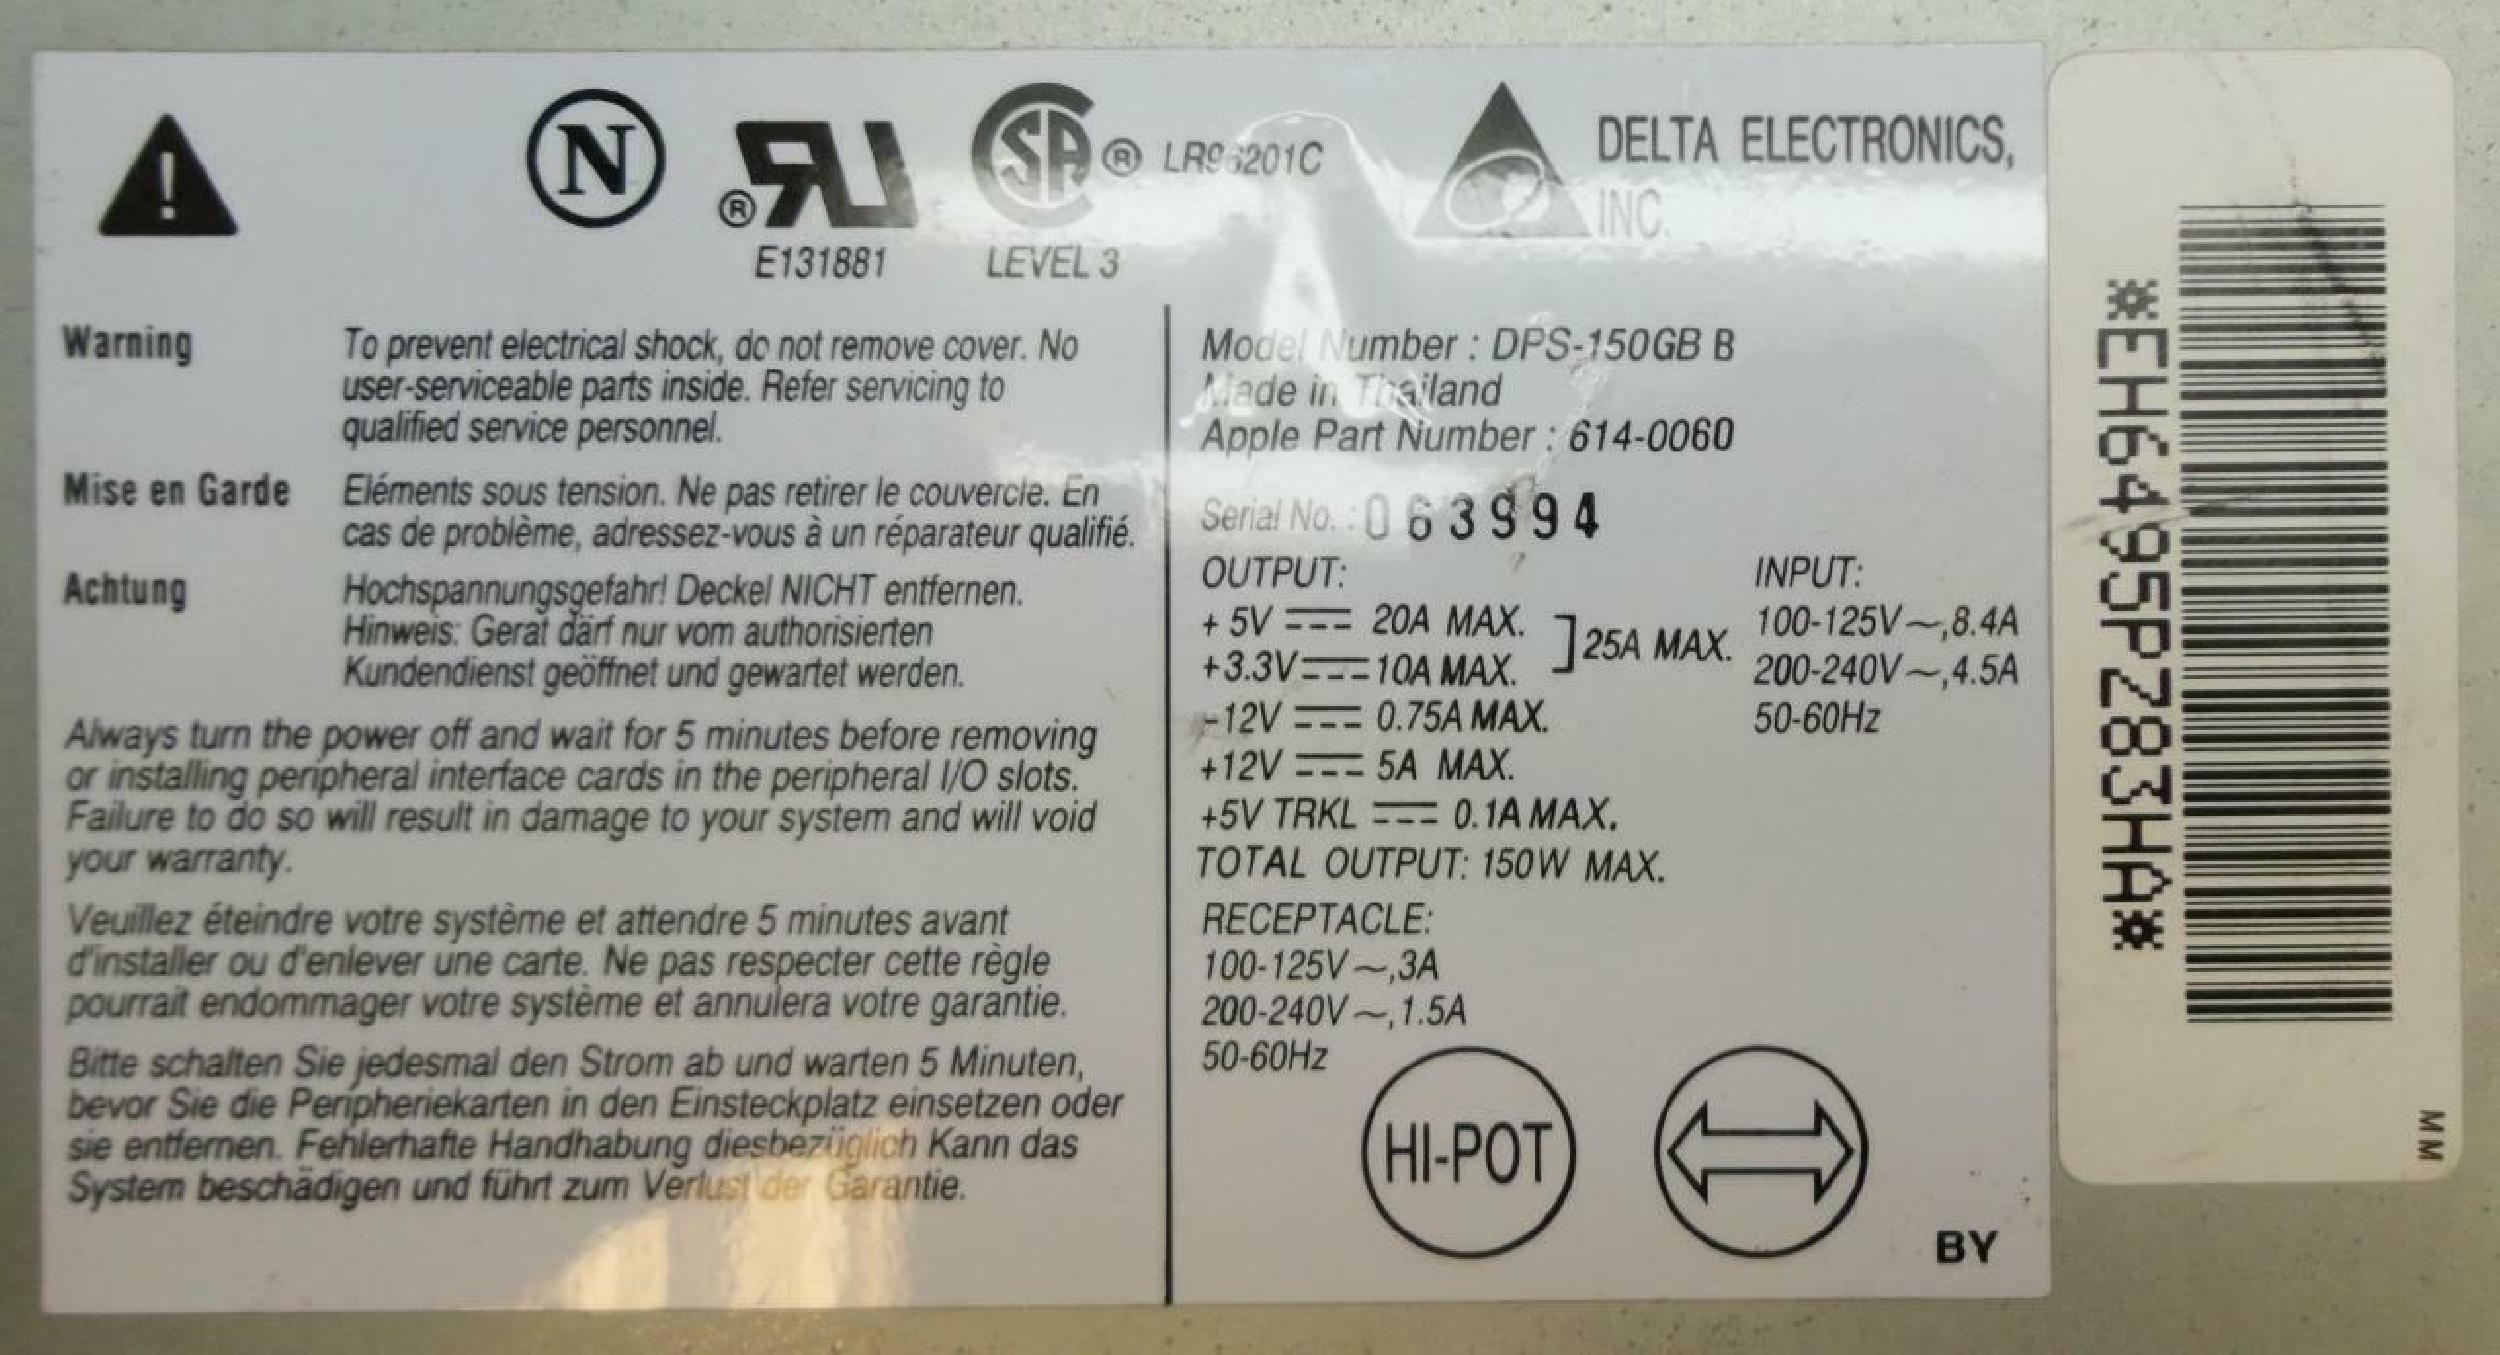 N
®
E131881
SA ® LR96201C
LEVEL 3
DELTA ELECTRONICS,
INC.
Warning
To prevent electrical shock, do not remove cover. No
user-serviceable parts inside. Refer servicing to
qualified service personnel.
Mise en Garde
Eléments sous tension. Ne pas retirer le couvercle. En
cas de problème, adressez-vous à un réparateur qualifié.
Achtung
Hochspannungsgefahr! Deckel NICHT entfernen.
Hinweis: Gerat därf nur vom authorisierten
Kundendienst geöffnet und gewartet werden.
Always turn the power off and wait for 5 minutes before removing
or installing peripheral interface cards in the peripheral I/O slots.
Failure to do so will result in damage to your system and will void
your warranty.
Veuillez éteindre votre système et attendre 5 minutes avant
d'installer ou d'enlever une carte. Ne pas respecter cette règle
pourrait endommager votre système et annulera votre garantie.
Bitte schalten Sie jedesmal den Strom ab und warten 5 Minuten,
bevor Sie die Peripheriekarten in den Einsteckplatz einsetzen oder
sie entfernen. Fehlerhafte Handhabung diesbezüglich Kann das
System beschädigen und führt zum Verlust der Garantie.
Model Number : DPS-150GB B
Made in Thailand
Apple Part Number : 614-0060
Serial No. : 063994
OUTPUT:
+ 5V ⎓ 20A MAX.
+3.3V ⎓ 10A MAX.
]25A MAX.
-12V ⎓ 0.75A MAX.
+12V ⎓ 5A MAX.
+5V TRKL ⎓ 0.1A MAX.
TOTAL OUTPUT: 150W MAX.
INPUT:
100-125V~,8.4A
200-240V~,4.5A
50-60Hz
RECEPTACLE:
100-125V~,3A
200-240V~,1.5A
50-60Hz
HI-POT
BY
*EH6495PZ83HA*
MM